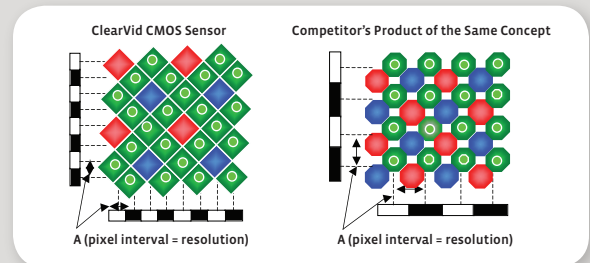 ClearVid CMOS Sensor
Competitor's Product of the Same Concept
A (pixel interval = resolution)
A (pixel interval = resolution)